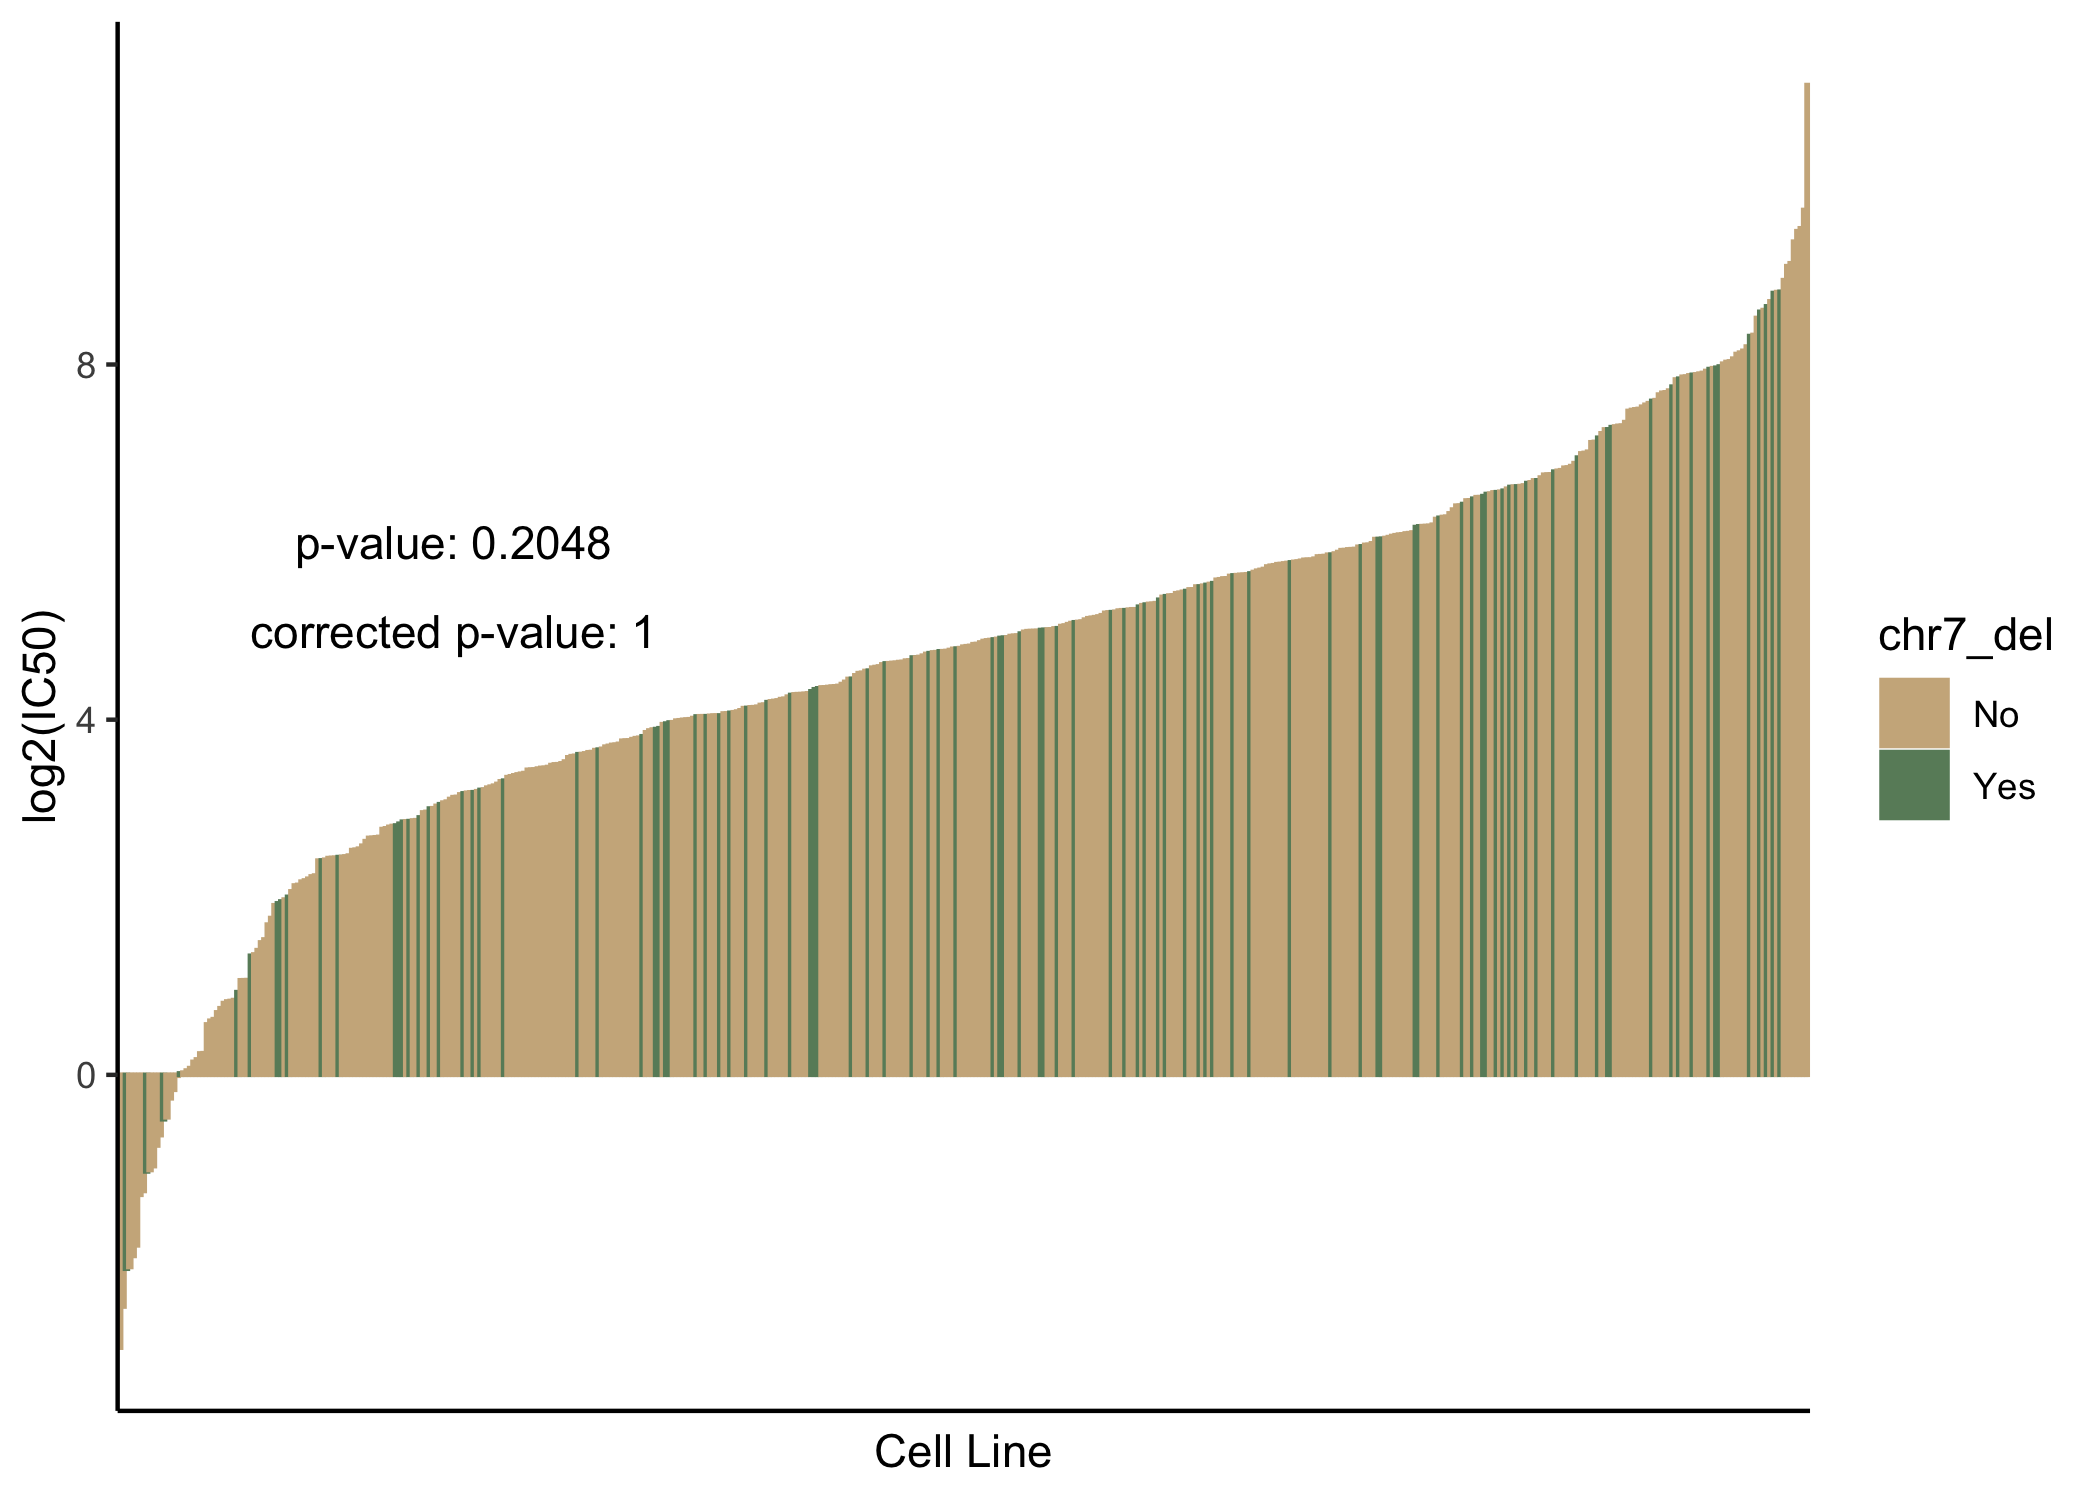 log2(IC50)
8
4
0
p-value: 0.2048
corrected p-value: 1
Cell Line
chr7_del
No
Yes